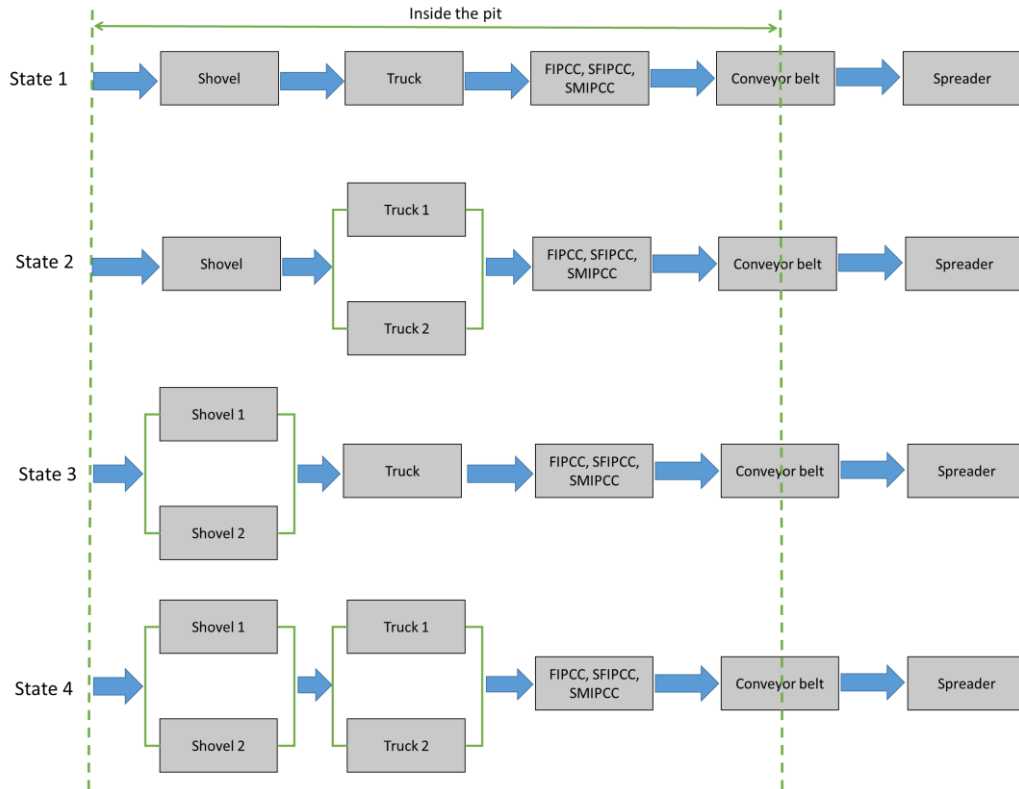 Inside the pit
State 1
Shovel
Truck
FIPCC, SFIPCC,
SMIPCC
Conveyor belt
Spreader
State 2
Shovel
Truck 1
Truck 2
FIPCC, SFIPCC,
SMIPCC
Conveyor belt
Spreader
State 3
Shovel 1
Shovel 2
Truck
FIPCC, SFIPCC,
SMIPCC
Conveyor belt
Spreader
State 4
Shovel 1
Shovel 2
Truck 1
Truck 2
FIPCC, SFIPCC,
SMIPCC
Conveyor belt
Spreader